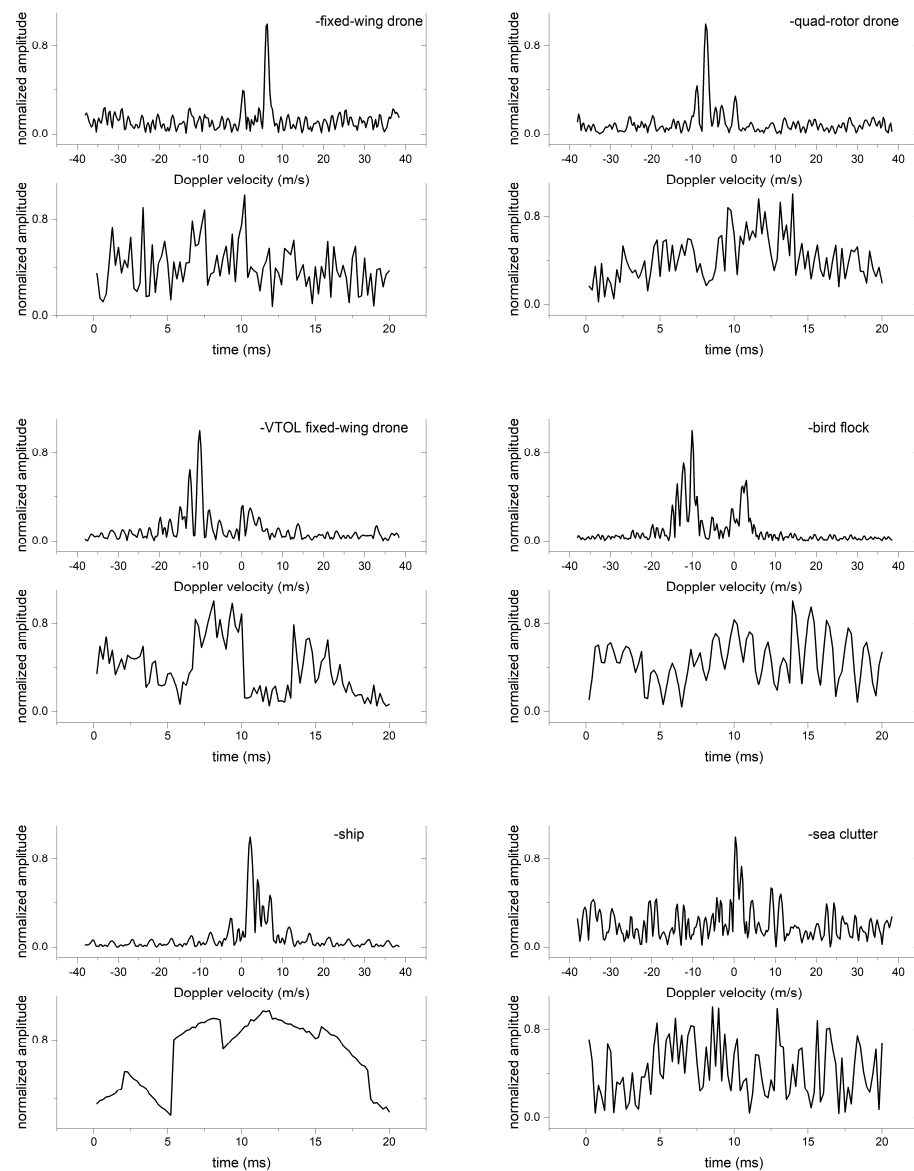 -fixed-wing drone
normalized amplitude
0.8
0.0
-40 -30 -20 -10 0 10 20 30 40
Doppler velocity (m/s)
normalized amplitude
0.8
0.0
0 5 10 15 20
time (ms)
-quad-rotor drone
normalized amplitude
0.8
0.0
-40 -30 -20 -10 0 10 20 30 40
Doppler velocity (m/s)
normalized amplitude
0.8
0.0
0 5 10 15 20
time (ms)
-VTOL fixed-wing drone
normalized amplitude
0.8
0.0
-40 -30 -20 -10 0 10 20 30 40
Doppler velocity (m/s)
normalized amplitude
0.8
0.0
0 5 10 15 20
time (ms)
-bird flock
normalized amplitude
0.8
0.0
-40 -30 -20 -10 0 10 20 30 40
Doppler velocity (m/s)
normalized amplitude
0.8
0.0
0 5 10 15 20
time (ms)
-ship
normalized amplitude
0.8
0.0
-40 -30 -20 -10 0 10 20 30 40
Doppler velocity (m/s)
normalized amplitude
0.8
0 5 10 15 20
time (ms)
-sea clutter
normalized amplitude
0.8
0.0
-40 -30 -20 -10 0 10 20 30 40
Doppler velocity (m/s)
normalized amplitude
0.8
0.0
0 5 10 15 20
time (ms)